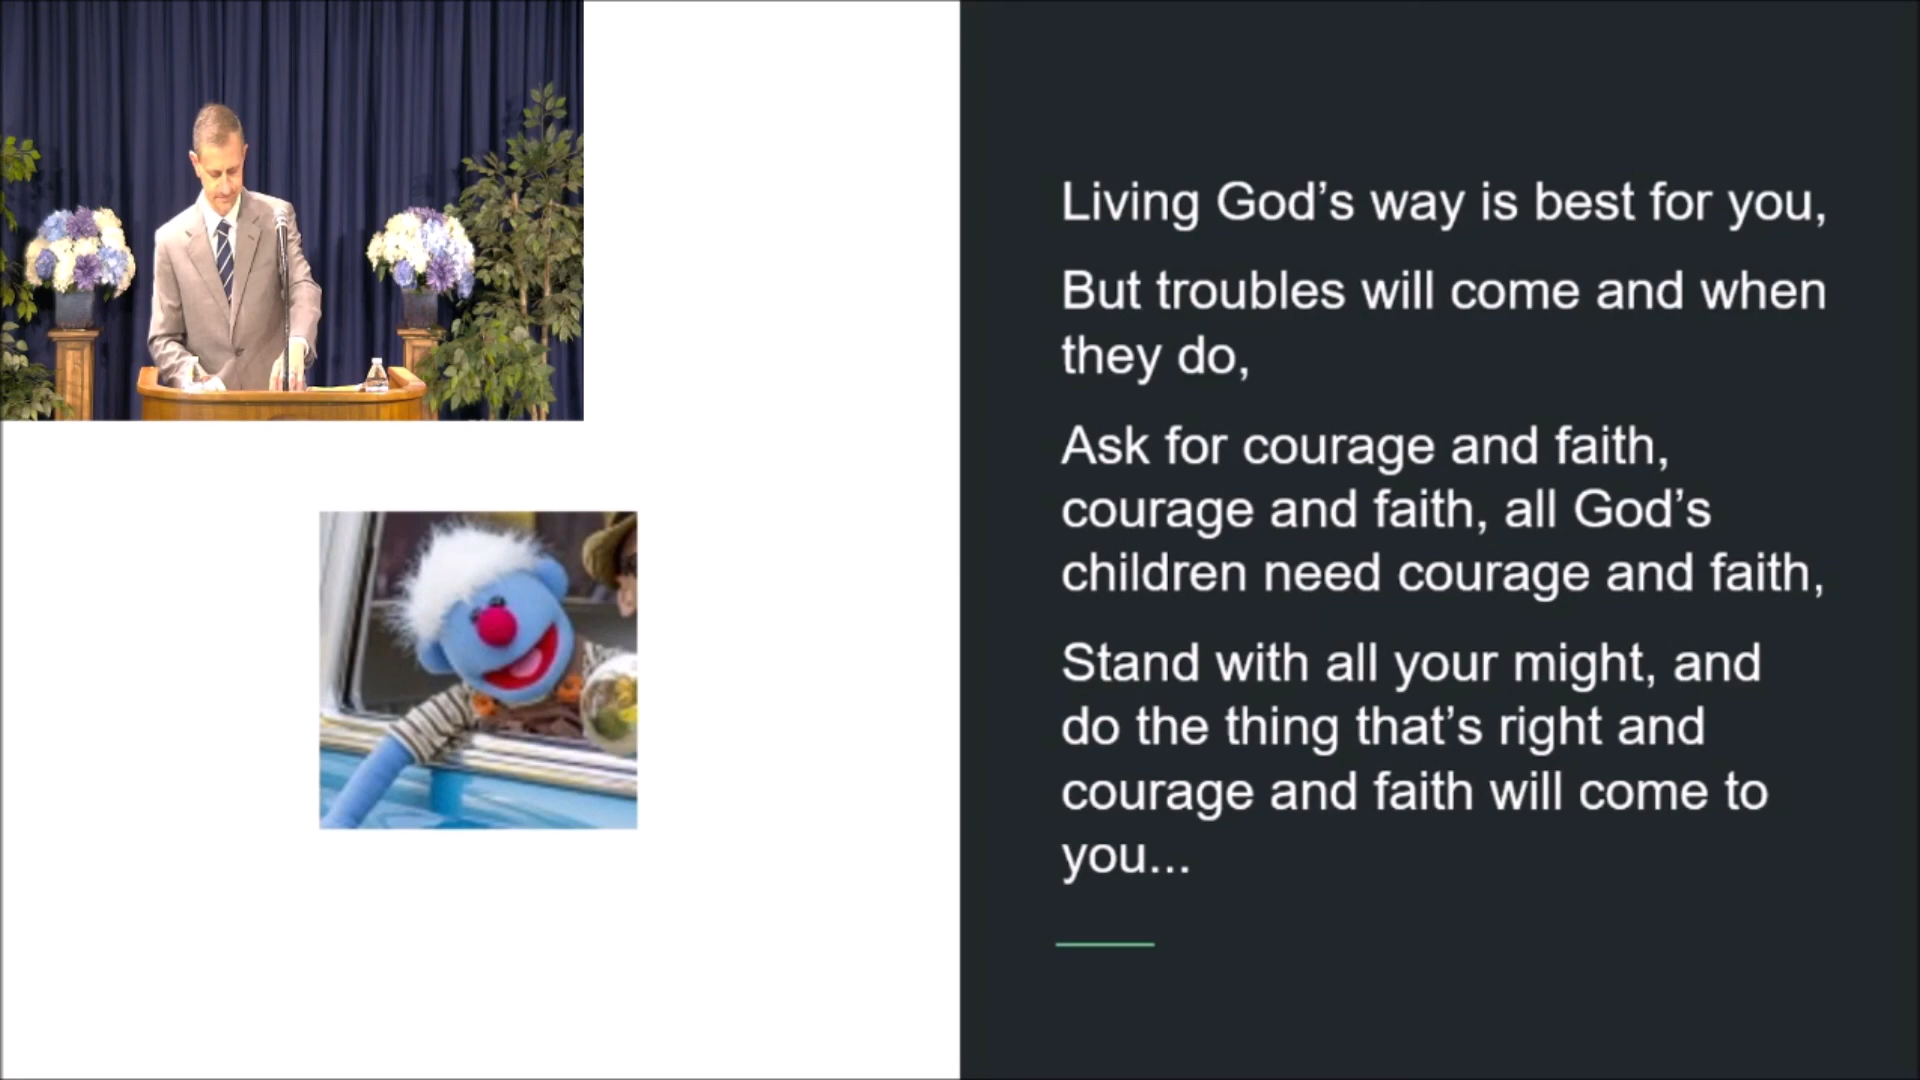 Living God’s way is best for you,
But troubles will come and when
they do,
Ask for courage and faith,
courage and faith, all God’s
children need courage and faith,
Stand with all your might, and
do the thing that’s right and
courage and faith will come to
you...